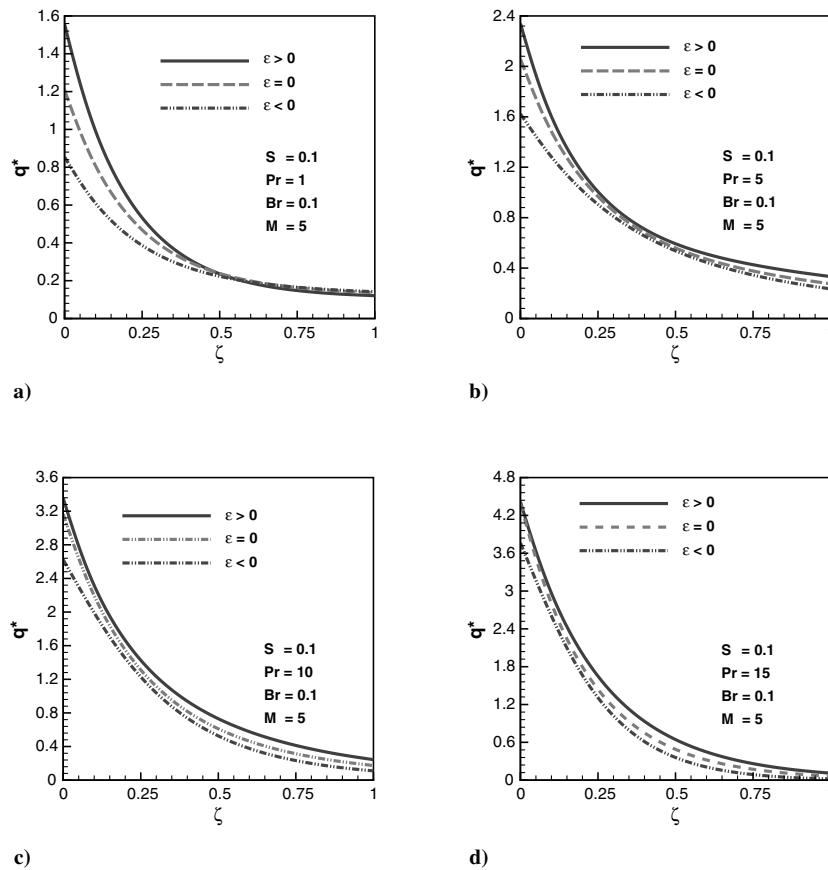 1.6
1.4
1.2
1
0.8
0.6
0.4
0.2
0
q*
ε > 0
ε = 0
ε < 0
S = 0.1
Pr = 1
Br = 0.1
M = 5
0 0.25 0.5 0.75 1
ζ
a)
2.4
2
1.6
1.2
0.8
0.4
0
q*
ε > 0
ε = 0
ε < 0
S = 0.1
Pr = 5
Br = 0.1
M = 5
0 0.25 0.5 0.75
ζ
b)
3.6
3.2
2.8
2.4
2
1.6
1.2
0.8
0.4
0
q*
ε > 0
ε = 0
ε < 0
S = 0.1
Pr = 10
Br = 0.1
M = 5
0 0.25 0.5 0.75 1
ζ
c)
4.8
4.2
3.6
3
2.4
1.8
1.2
0.6
0
q*
ε > 0
ε = 0
ε < 0
S = 0.1
Pr = 15
Br = 0.1
M = 5
0 0.25 0.5 0.75
ζ
d)